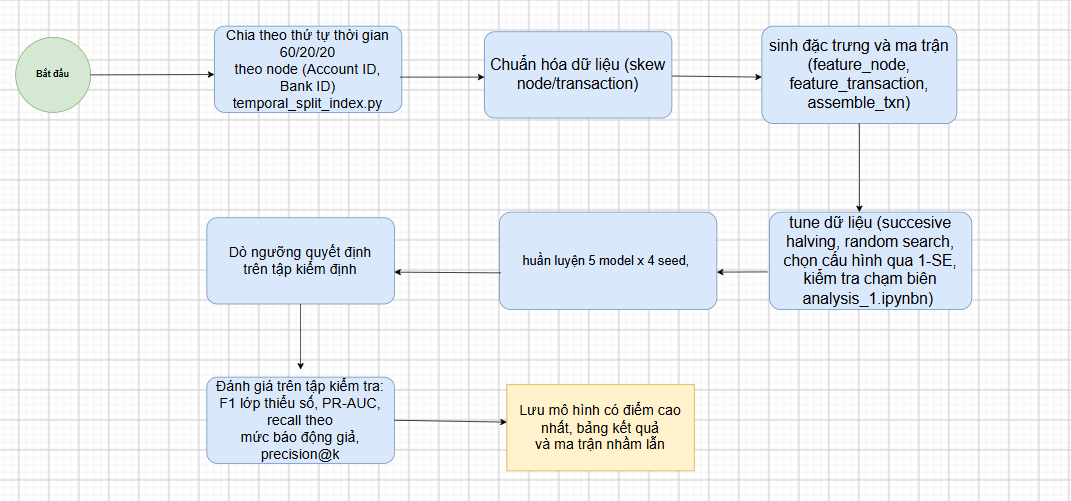 Bắt đầu
Chia theo thứ tự thời gian
60/20/20
theo node (Account ID,
Bank ID)
temporal_split_index.py
Chuẩn hóa dữ liệu (skew
node/transaction)
sinh đặc trưng và ma trận
(feature_node,
feature_transaction,
assemble_txn)
tune dữ liệu (succesive
halving, random search,
chọn cấu hình qua 1-SE,
kiểm tra chạm biên
analysis_1.ipynbn)
huần luyện 5 model x 4 seed,
Dò ngưỡng quyết định
trên tập kiểm định
Đánh giá trên tập kiểm tra:
F1 lớp thiểu số, PR-AUC,
recall theo
mức báo động giả,
precision@k
Lưu mô hình có điểm cao
nhất, bảng kết quả
và ma trận nhầm lẫn